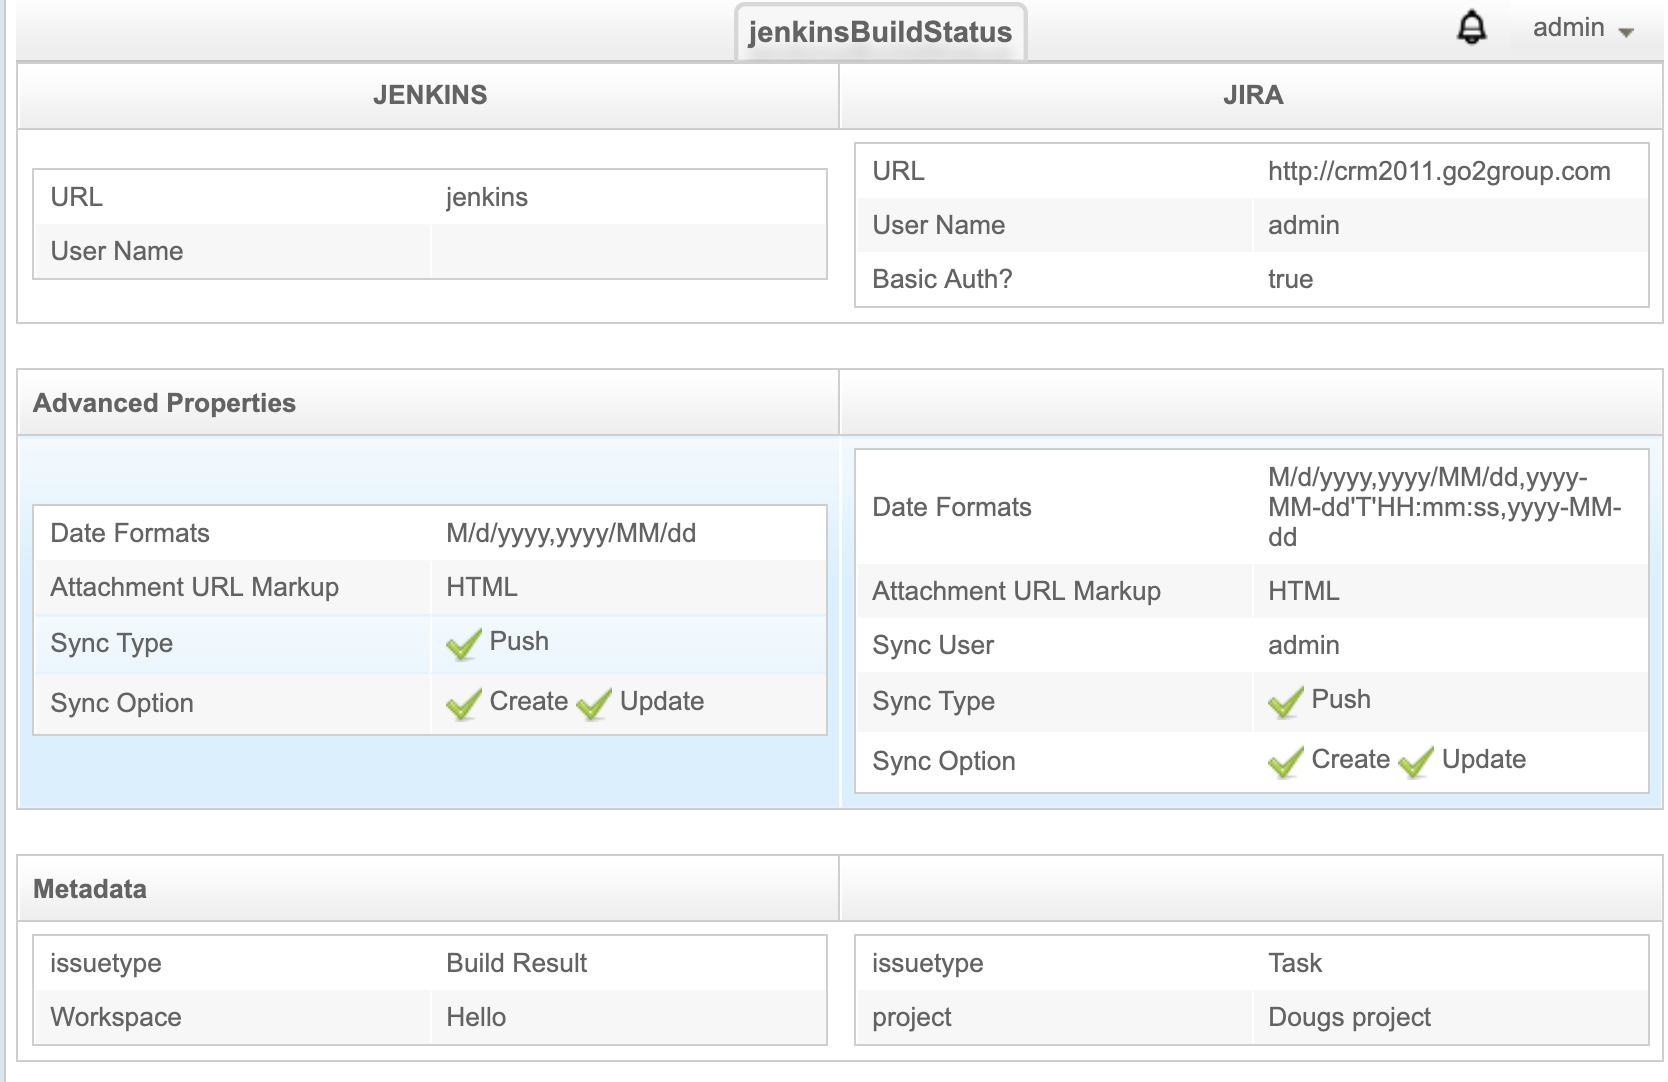 jenkinsBuildStatus
admin
JENKINS
JIRA
URL jenkins
User Name
URL http://crm2011.go2group.com
User Name admin
Basic Auth? true
Advanced Properties
Date Formats M/d/yyyy,yyyy/MM/dd
Attachment URL Markup HTML
Sync Type Push
Sync Option Create Update
Date Formats
M/d/yyyy,yyyy/MM/dd,yyyy-
MM-dd'T'HH:mm:ss,yyyy-MM-
dd
Attachment URL Markup HTML
Sync User admin
Sync Type Push
Sync Option Create Update
Metadata
issuetype Build Result
Workspace Hello
issuetype Task
project Dougs project